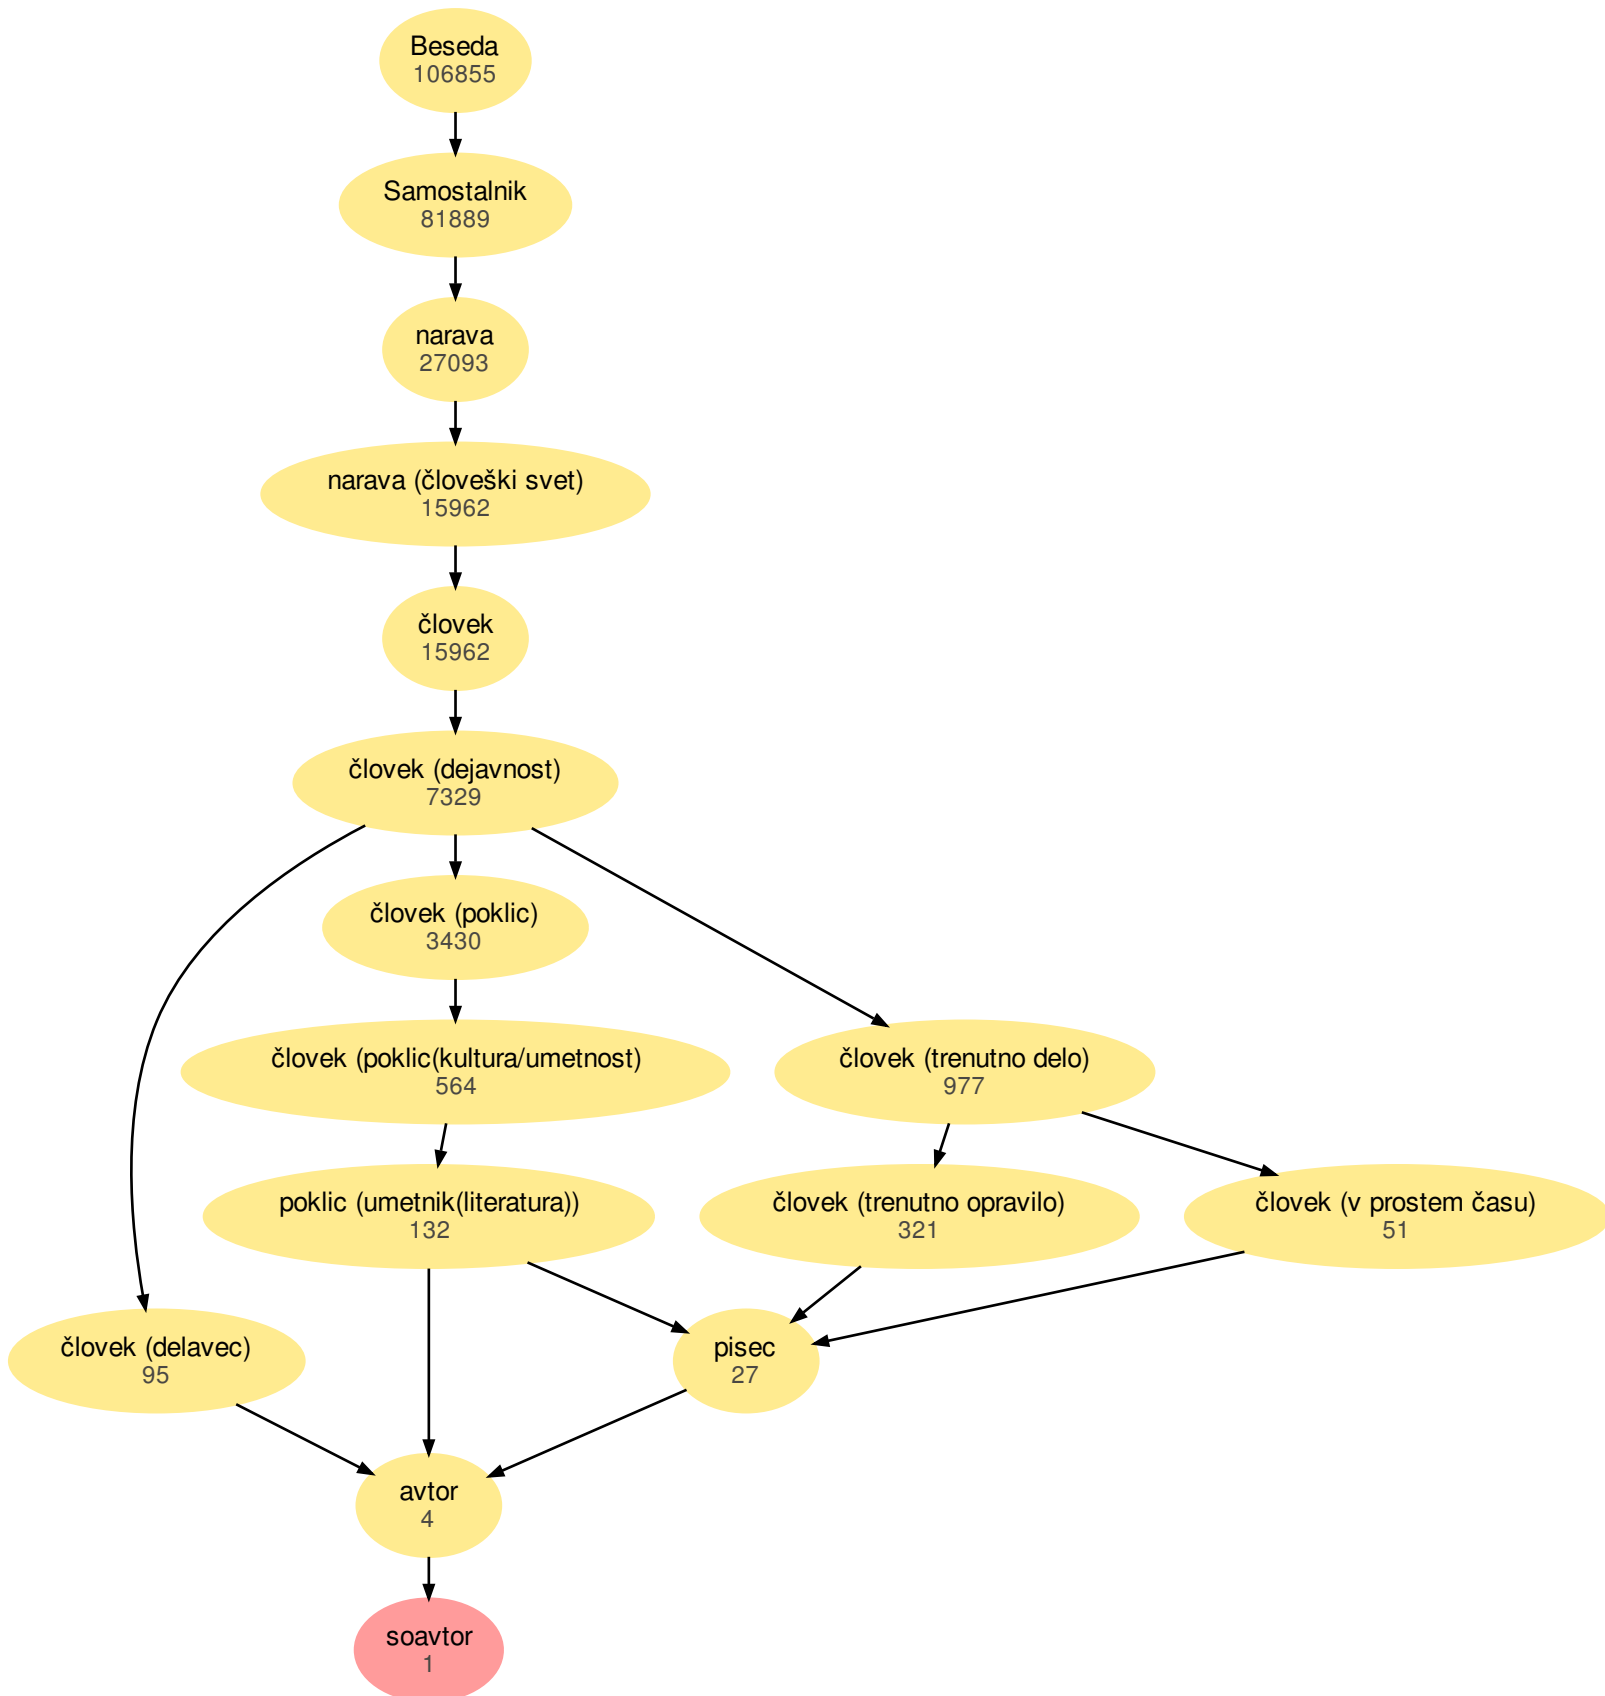 Beseda
106855
Samostalnik
81889
narava
27093
narava (človeški svet)
15962
človek
15962
človek (dejavnost)
7329
človek (poklic)
3430
človek (poklic(kultura/umetnost)
564
človek (trenutno delo)
977
poklic (umetnik(literatura))
132
človek (trenutno opravilo)
321
človek (v prostem času)
51
človek (delavec)
95
pisec
27
avtor
4
soavtor
1